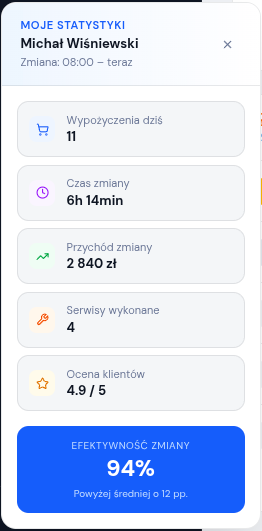 MOJE STATYSTYKI
Michał Wiśniewski
Zmiana: 08:00 – teraz
Wypożyczenia dziś
11
Czas zmiany
6h 14min
Przychód zmiany
2 840 zł
Serwisy wykonane
4
Ocena klientów
4.9 / 5
EFEKTYWNOŚĆ ZMIANY
94%
Powyżej średniej o 12 pp.